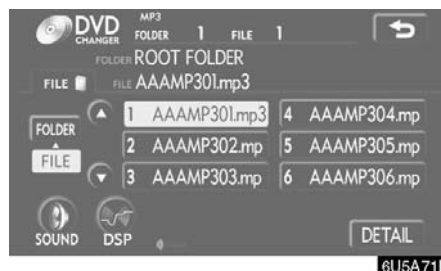 DVD CHANGER
MP3
FOLDER 1 FILE 1
FOLDER ROOT FOLDER
FILE
FILE AAAMP301.mp3
FOLDER
FILE
1 AAAMP301.mp3
2 AAAMP302.mp
3 AAAMP303.mp
4 AAAMP304.mp
5 AAAMP305.mp
6 AAAMP306.mp
SOUND
DSP
DETAIL
6U5A71